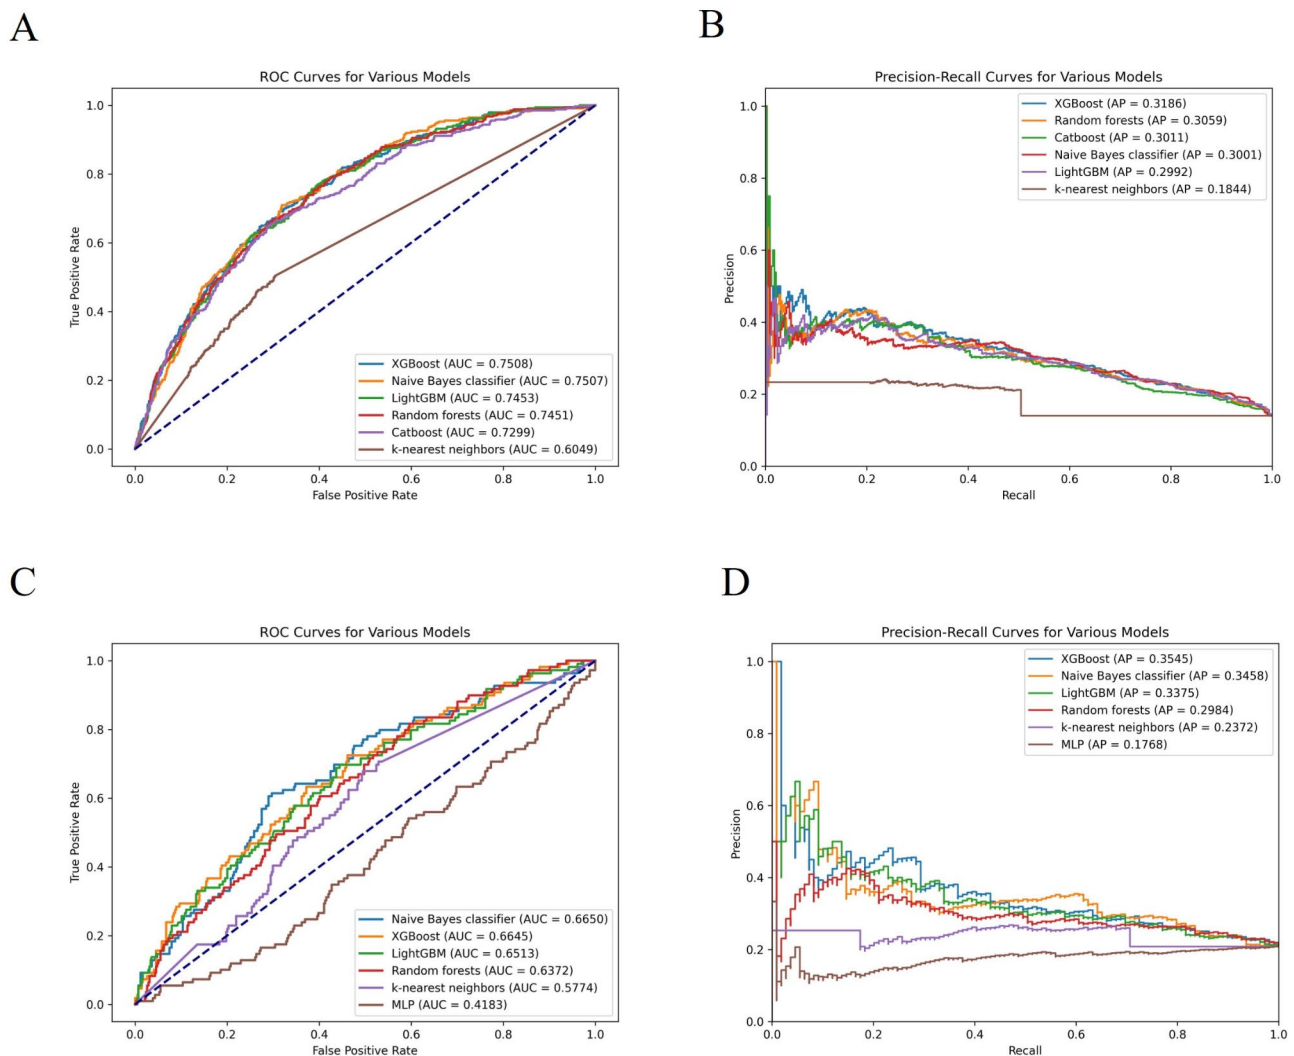 A
ROC Curves for Various Models
True Positive Rate
1.0
0.8
0.6
0.4
0.2
0.0
XGBoost (AUC = 0.7508)
Naive Bayes classifier (AUC = 0.7507)
LightGBM (AUC = 0.7453)
Random forests (AUC = 0.7451)
Catboost (AUC = 0.7299)
k-nearest neighbors (AUC = 0.6049)
0.0 0.2 0.4 0.6 0.8 1.0
False Positive Rate
B
Precision-Recall Curves for Various Models
Precision
1.0
0.8
0.6
0.4
0.2
0.0
XGBoost (AP = 0.3186)
Random forests (AP = 0.3059)
Catboost (AP = 0.3011)
Naive Bayes classifier (AP = 0.3001)
LightGBM (AP = 0.2992)
k-nearest neighbors (AP = 0.1844)
0.0 0.2 0.4 0.6 0.8 1.0
Recall
C
ROC Curves for Various Models
True Positive Rate
1.0
0.8
0.6
0.4
0.2
0.0
Naive Bayes classifier (AUC = 0.6650)
XGBoost (AUC = 0.6645)
LightGBM (AUC = 0.6513)
Random forests (AUC = 0.6372)
k-nearest neighbors (AUC = 0.5774)
MLP (AUC = 0.4183)
0.0 0.2 0.4 0.6 0.8 1.0
False Positive Rate
D
Precision-Recall Curves for Various Models
Precision
1.0
0.8
0.6
0.4
0.2
0.0
XGBoost (AP = 0.3545)
Naive Bayes classifier (AP = 0.3458)
LightGBM (AP = 0.3375)
Random forests (AP = 0.2984)
k-nearest neighbors (AP = 0.2372)
MLP (AP = 0.1768)
0.0 0.2 0.4 0.6 0.8 1.0
Recall